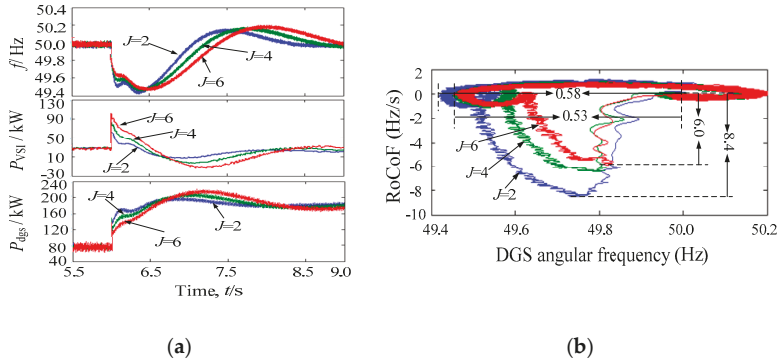 50.4
50.2
50.0
49.8
49.6
49.4
f/ Hz
J=2
J=4
J=6
130
90
50
10
-30
P_VSI / kW
J=6
J=4
J=2
240
200
160
120
80
40
P_dgs / kW
J=4
J=6
J=2
5.5
6.5
7.5
8.5
9.0
Time, t/s
(a)
2
0
-2
-4
-6
-8
-10
RoCoF (Hz/s)
0.58
0.53
6.0
8.4
J=6
J=4
J=2
49.4
49.6
49.8
50.0
50.2
DGS angular frequency (Hz)
(b)